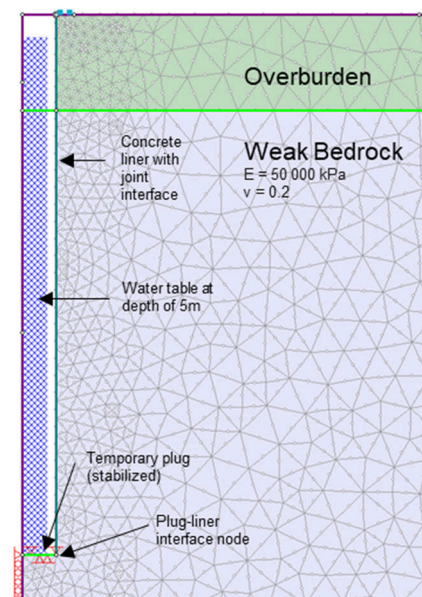 Overburden
Concrete
liner with
joint
interface
Weak Bedrock
E = 50 000 kPa
v = 0.2
Water table at
depth of 5m
Temporary plug
(stabilized)
Plug-liner
interface node